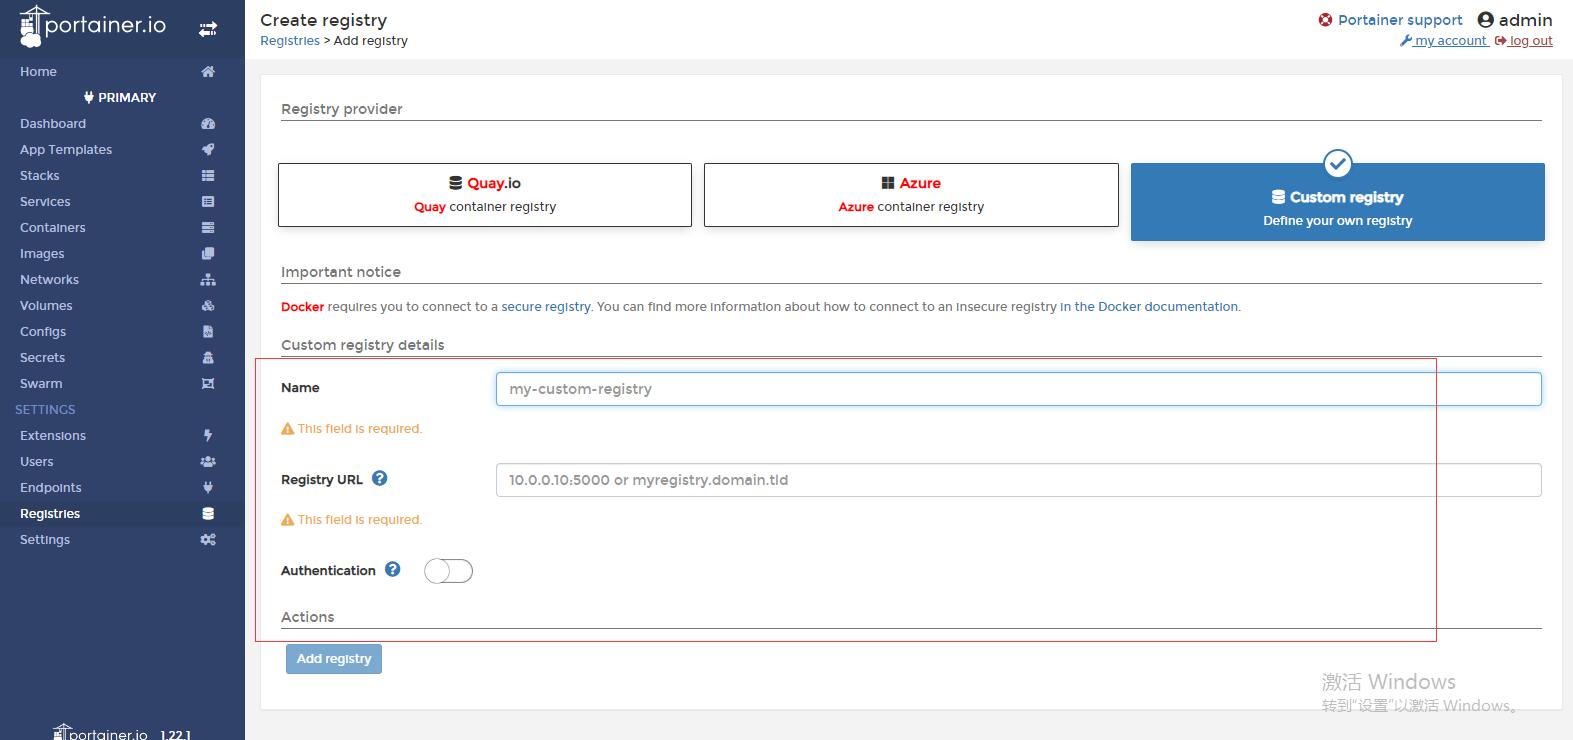 portainer.io
Home
PRIMARY
Dashboard
App Templates
Stacks
Services
Containers
Images
Networks
Volumes
Configs
Secrets
Swarm
SETTINGS
Extensions
Users
Endpoints
Registries
Settings
portainer.io 1.22.1
Create registry
Registries > Add registry
Portainer support admin
my account log out
Registry provider
Quay.io
Quay container registry
Azure
Azure container registry
Custom registry
Define your own registry
Important notice
Docker requires you to connect to a secure registry. You can find more information about how to connect to an insecure registry in the Docker documentation.
Custom registry details
Name my-custom-registry
This field is required.
Registry URL ? 10.0.0.10:5000 or myregistry.domain.tld
This field is required.
Authentication ?
Actions
Add registry
激活 Windows
转到“设置”以激活 Windows。